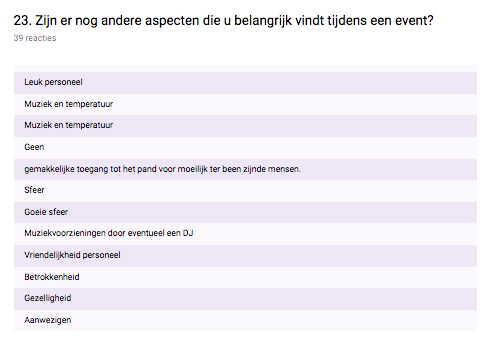 23. Zijn er nog andere aspecten die u belangrijk vindt tijdens een event?
39 reacties
Leuk personeel
Muziek en temperatuur
Muziek en temperatuur
Geen
gemakkelijke toegang tot het pand voor moeilijk ter been zijnde mensen.
Sfeer
Goeie sfeer
Muziekvoorzieningen door eventueel een DJ
Vriendelijkheid personeel
Betrokkenheid
Gezelligheid
Aanwezigen